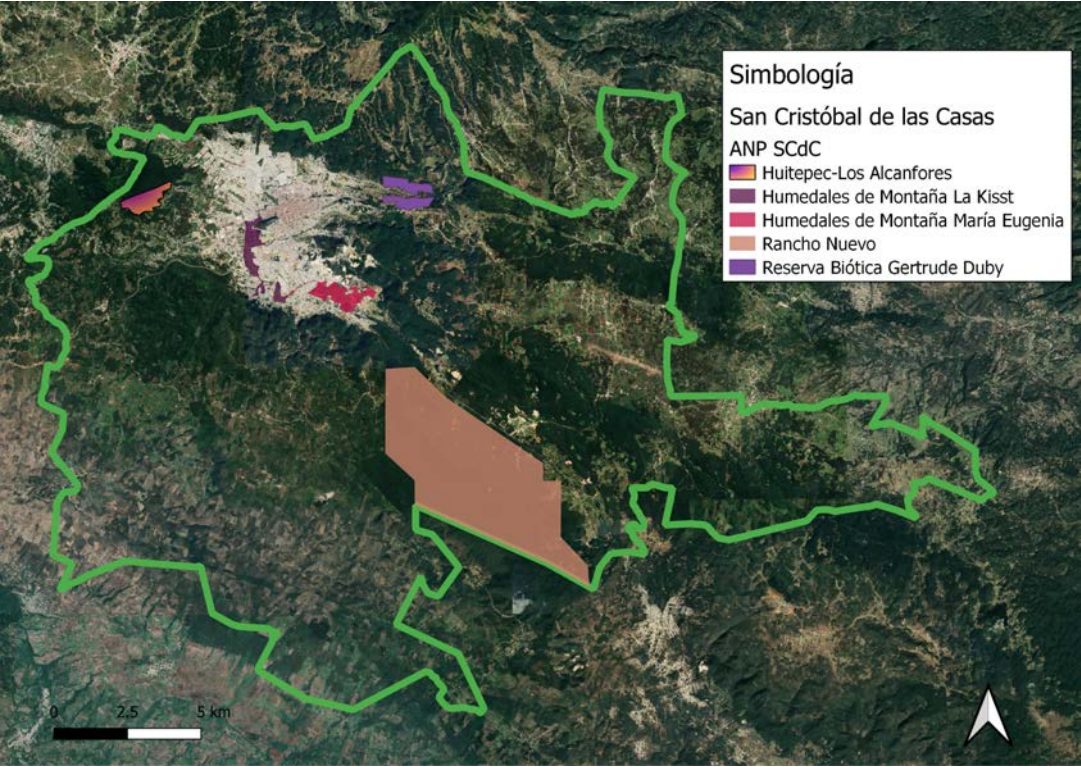 Simbología
San Cristóbal de las Casas
ANP SCdC
Huitepec-Los Alcanfores
Humedales de Montaña La Kisst
Humedales de Montaña María Eugenia
Rancho Nuevo
Reserva Biótica Gertrude Duby
0 2.5 5 km